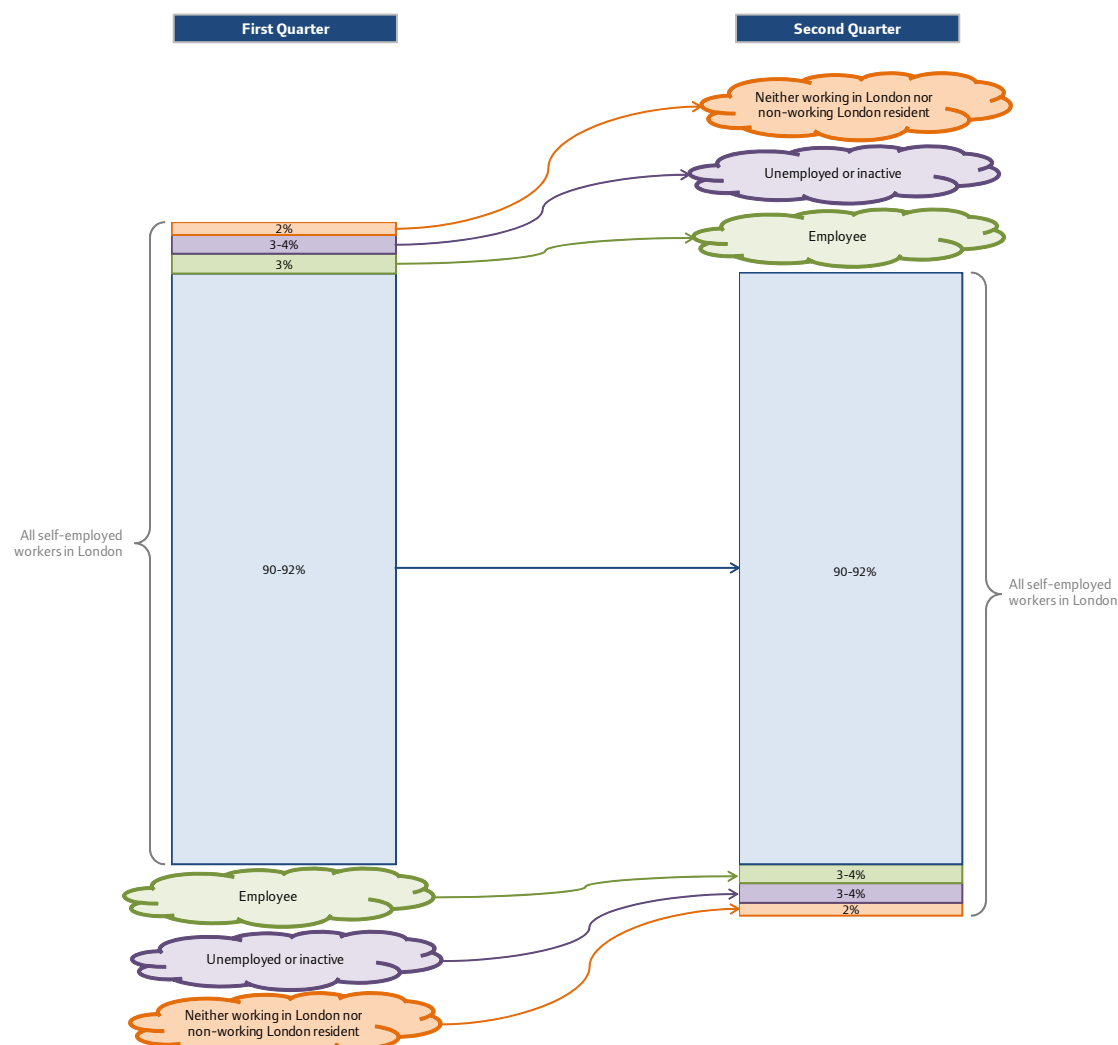 First Quarter
Second Quarter
Neither working in London nor
non-working London resident
Unemployed or inactive
Employee
2%
3-4%
3%
90-92%
90-92%
All self-employed
workers in London
All self-employed
workers in London
3-4%
3-4%
2%
Employee
Unemployed or inactive
Neither working in London nor
non-working London resident